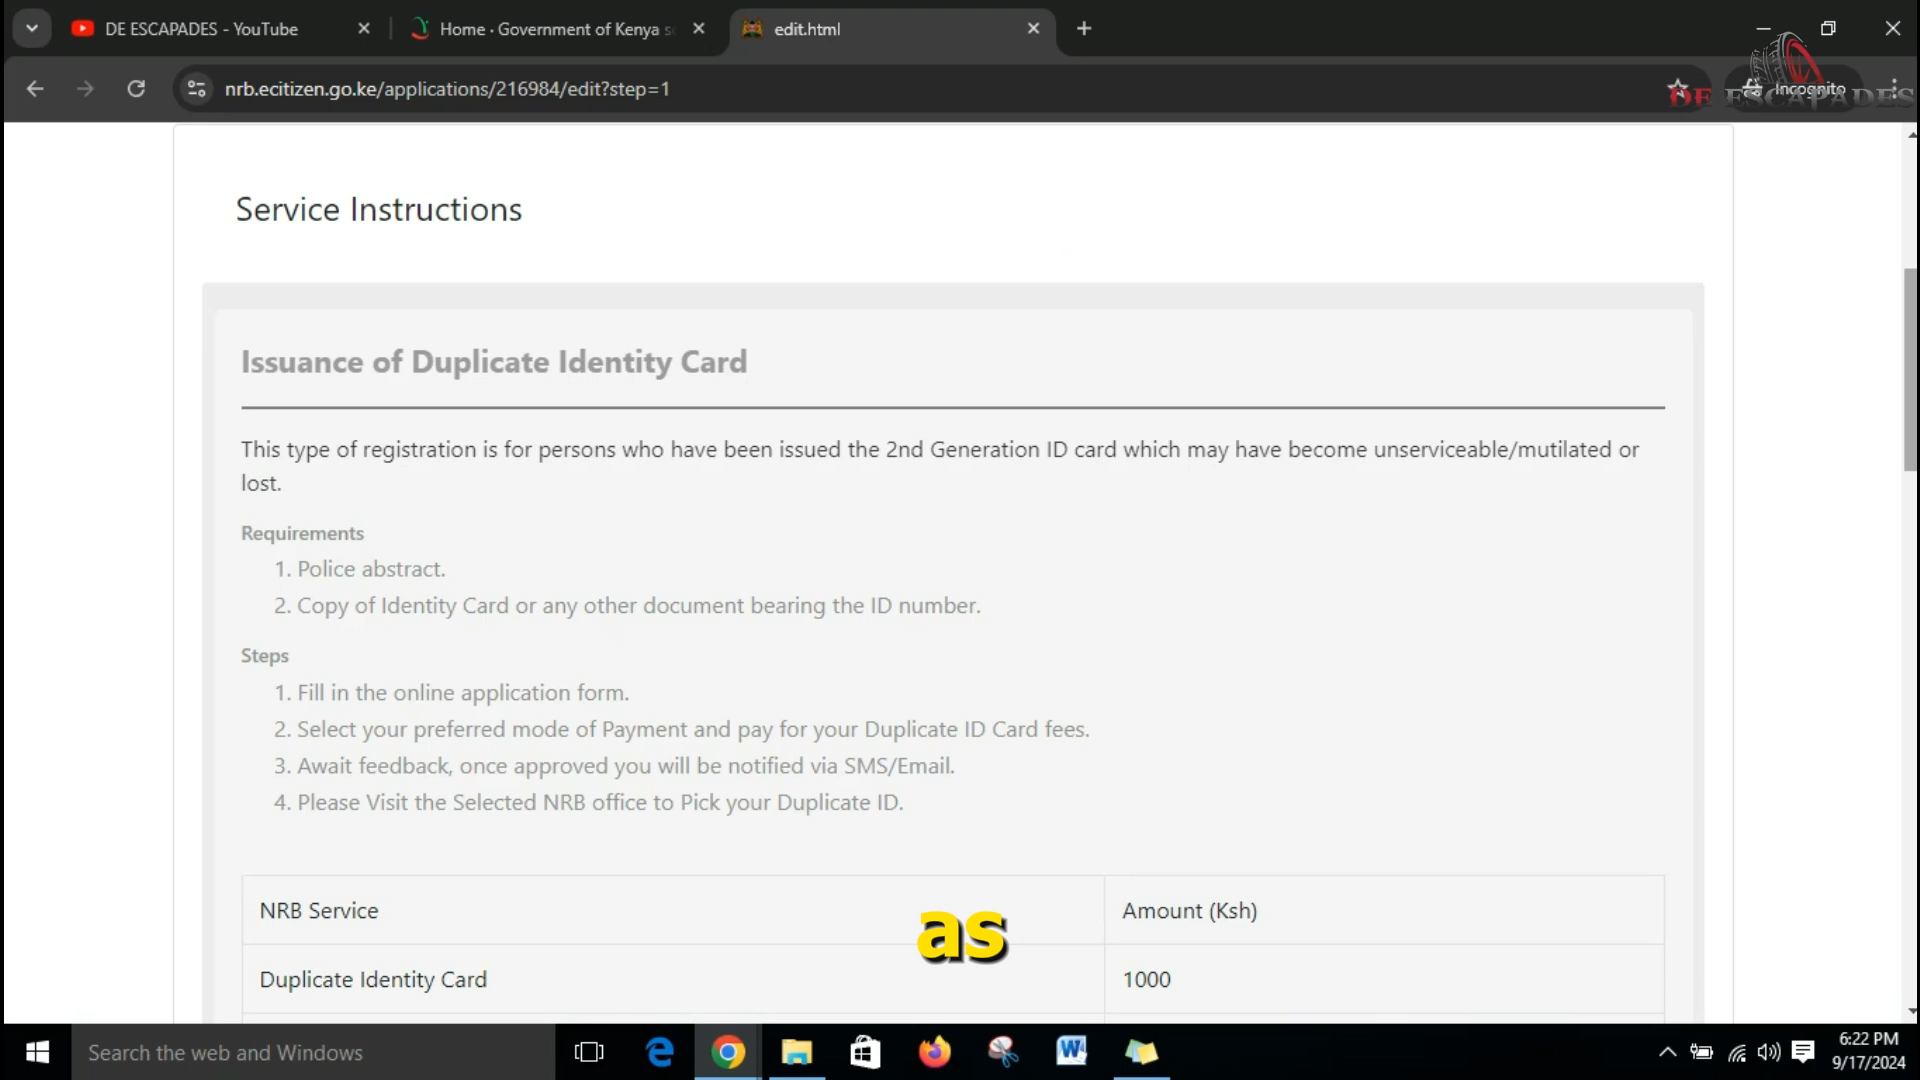 DE ESCAPADES - YouTube
Home · Government of Kenya s
edit.html
nrb.ecitizen.go.ke/applications/216984/edit?step=1
Incognito
DE ESCAPADES
Service Instructions
Issuance of Duplicate Identity Card
This type of registration is for persons who have been issued the 2nd Generation ID card which may have become unserviceable/mutilated or
lost.
Requirements
1. Police abstract.
2. Copy of Identity Card or any other document bearing the ID number.
Steps
1. Fill in the online application form.
2. Select your preferred mode of Payment and pay for your Duplicate ID Card fees.
3. Await feedback, once approved you will be notified via SMS/Email.
4. Please Visit the Selected NRB office to Pick your Duplicate ID.
NRB Service
Amount (Ksh)
as
Duplicate Identity Card
1000
Search the web and Windows
6:22 PM
9/17/2024